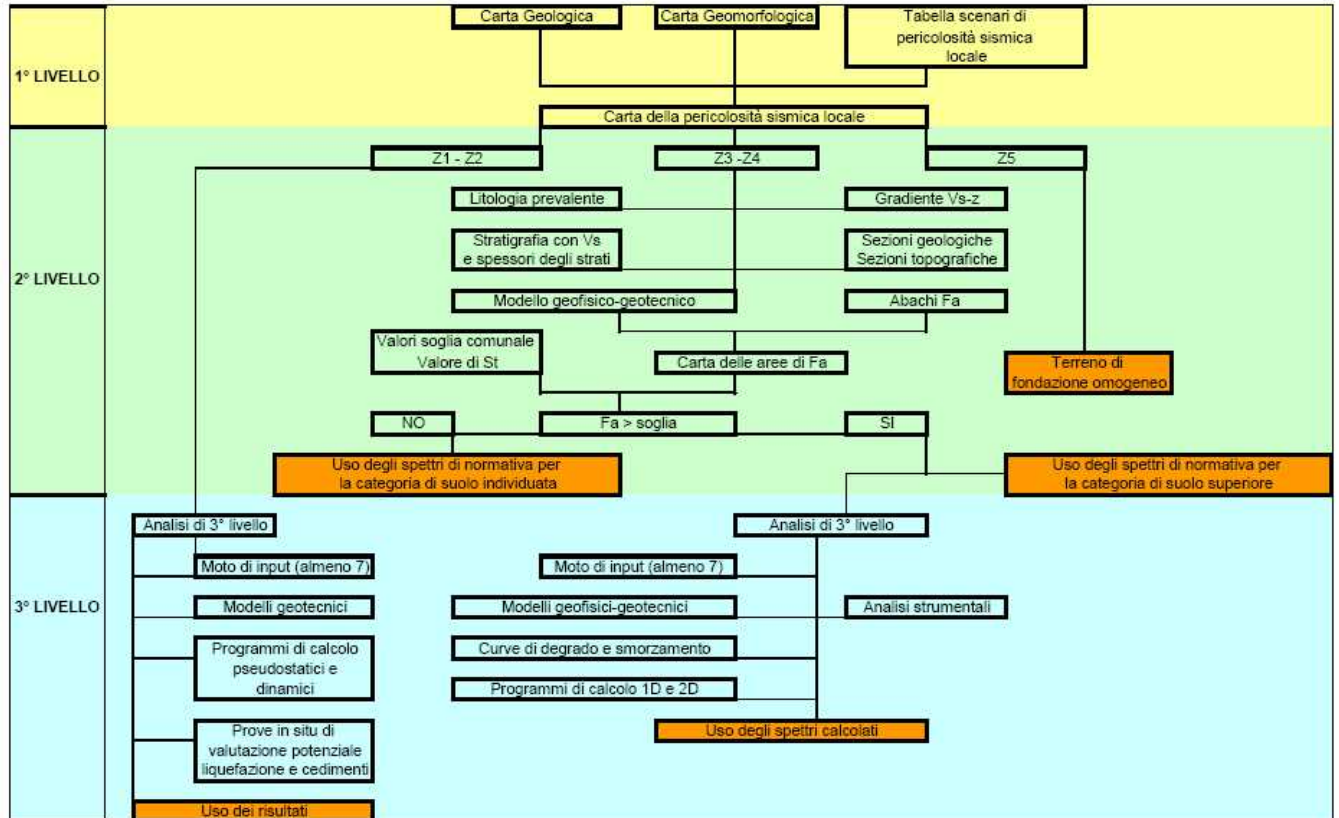 Carta Geologica
Carta Geomorfologica
Tabella scenari di
pericolosità sismica
locale
1° LIVELLO
Carta della pericolosità sismica locale
Z1 - Z2
Z3 -Z4
Z5
Litologia prevalente
Gradiente Vs-z
Stratigrafia con Vs
e spessori degli strati
Sezioni geologiche
Sezioni topografiche
2° LIVELLO
Modello geofisico-geotecnico
Abachi Fa
Valori soglia comunale
Valore di St
Carta delle aree di Fa
Terreno di
fondazione omogeneo
NO
Fa > soglia
SI
Uso degli spettri di normativa per
la categoria di suolo individuata
Uso degli spettri di normativa per
la categoria di suolo superiore
Analisi di 3° livello
Analisi di 3° livello
Moto di input (almeno 7)
Moto di input (almeno 7)
3° LIVELLO
Modelli geotecnici
Modelli geofisici-geotecnici
Analisi strumentali
Programmi di calcolo
pseudostatici e
dinamici
Curve di degrado e smorzamento
Programmi di calcolo 1D e 2D
Prove in situ di
valutazione potenziale
liquefazione e cedimenti
Uso degli spettri calcolati
Uso dei risultati